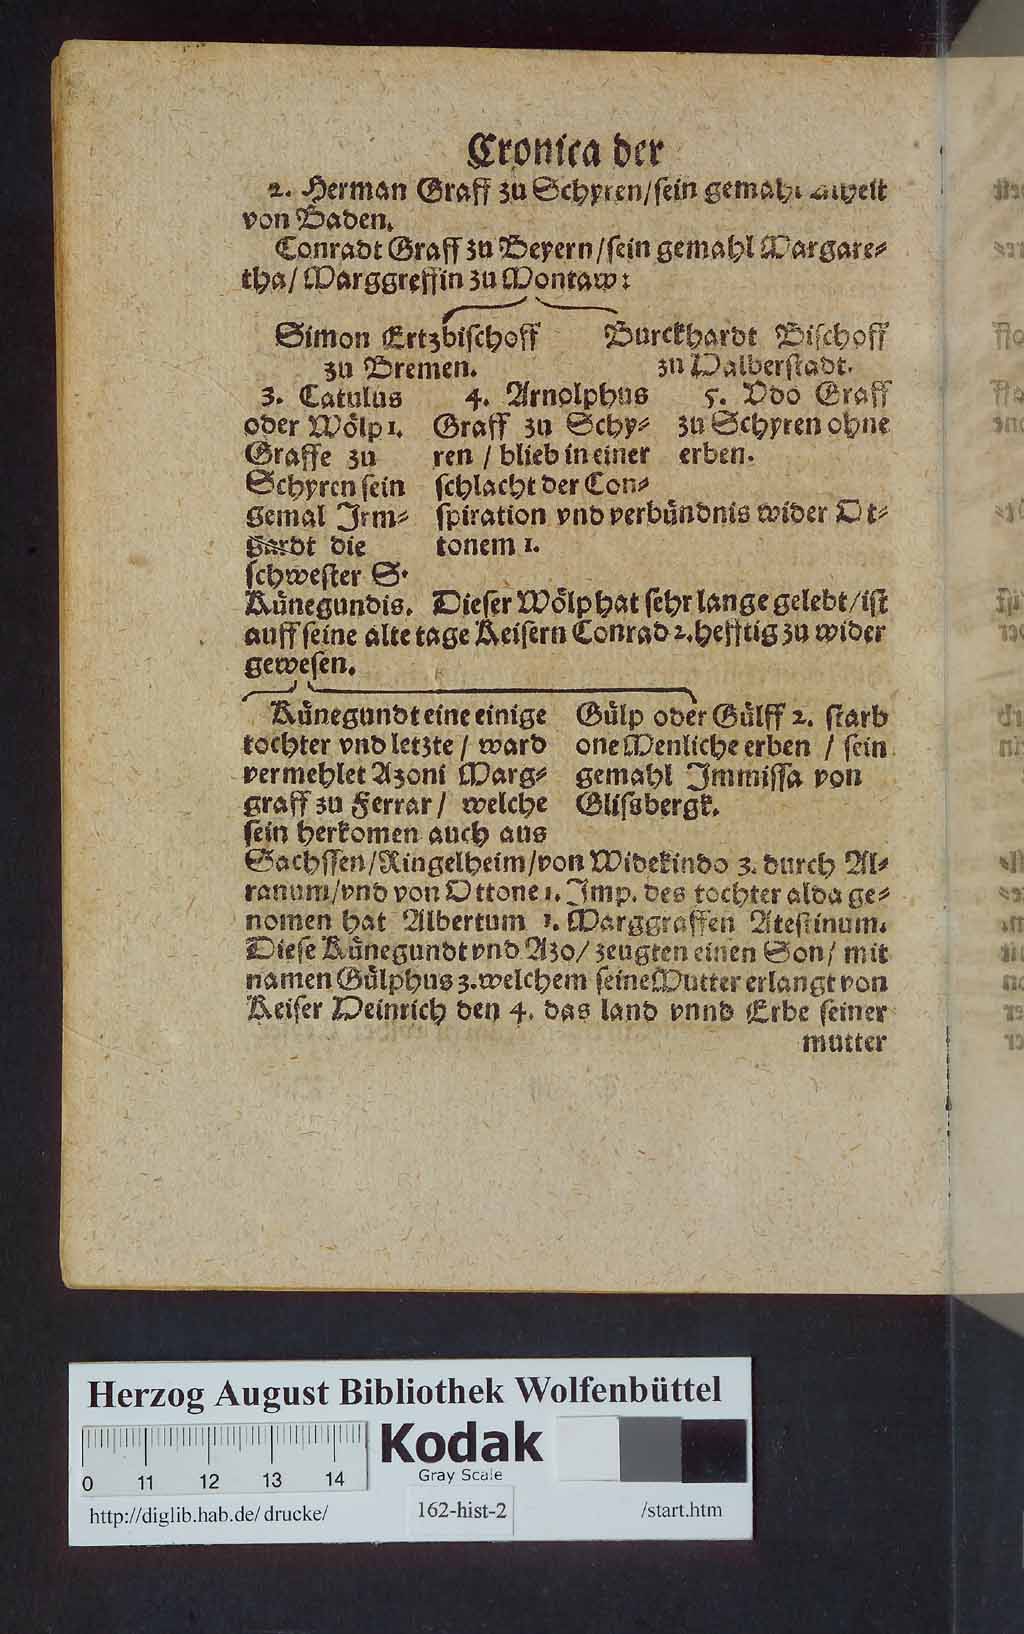 Cronica der
2. Herman Graff zu Schyren/sein gemahl
von Baden.
Conradt Graff zu Beyern/sein gemahl Margare⸗
tha/ Marggreffin zu Montaw:
Simon Ertzbischoff
zu Bremen.
Burckhardt Bischoff
zu Halberstadt.
3. Catulus
oder Wölp 1.
Graffe zu
Schyren sein
gemal Irm⸗
gardt die
schwester S.
4. Arnolphus
Graff zu Schy⸗
ren / blieb in einer
schlacht der Con⸗
spiration vnd verbündnis wider Ot⸗
tonem 1.
5. Vdo Graff
zu Schyren ohne
erben.
Künegundis. Dieser Wölp hat sehr lange gelebt/ist
auff seine alte tage Keisern Conrad 2. hefftig zu wider
gewesen.
Künegundt eine einige
tochter vnd letzte / ward
vermehlet Azoni Marg⸗
graff zu Ferrar/ welche
sein herkomen auch aus
Gülp oder Gülff 2. starb
one Menliche erben / sein
gemahl Immissa von
Glissbergk.
Sachssen/Ringelheim/von Widekindo 3. durch Al⸗
ranum/vnd von Ottone 1. Imp. des tochter alda ge⸗
nomen hat Albertum 1. Marggraffen Atestinum.
Diese Künegundt vnd Azo/ zeugten einen Son/ mit
namen Gülphus 3. welchem seine Mutter erlangt von
Keiser Heinrich den 4. das land vnnd Erbe seiner
mutter
Herzog August Bibliothek Wolfenbüttel
0 11 12 13 14
Kodak
Gray Scale
http://diglib.hab.de/drucke/ 162-hist-2 /start.htm